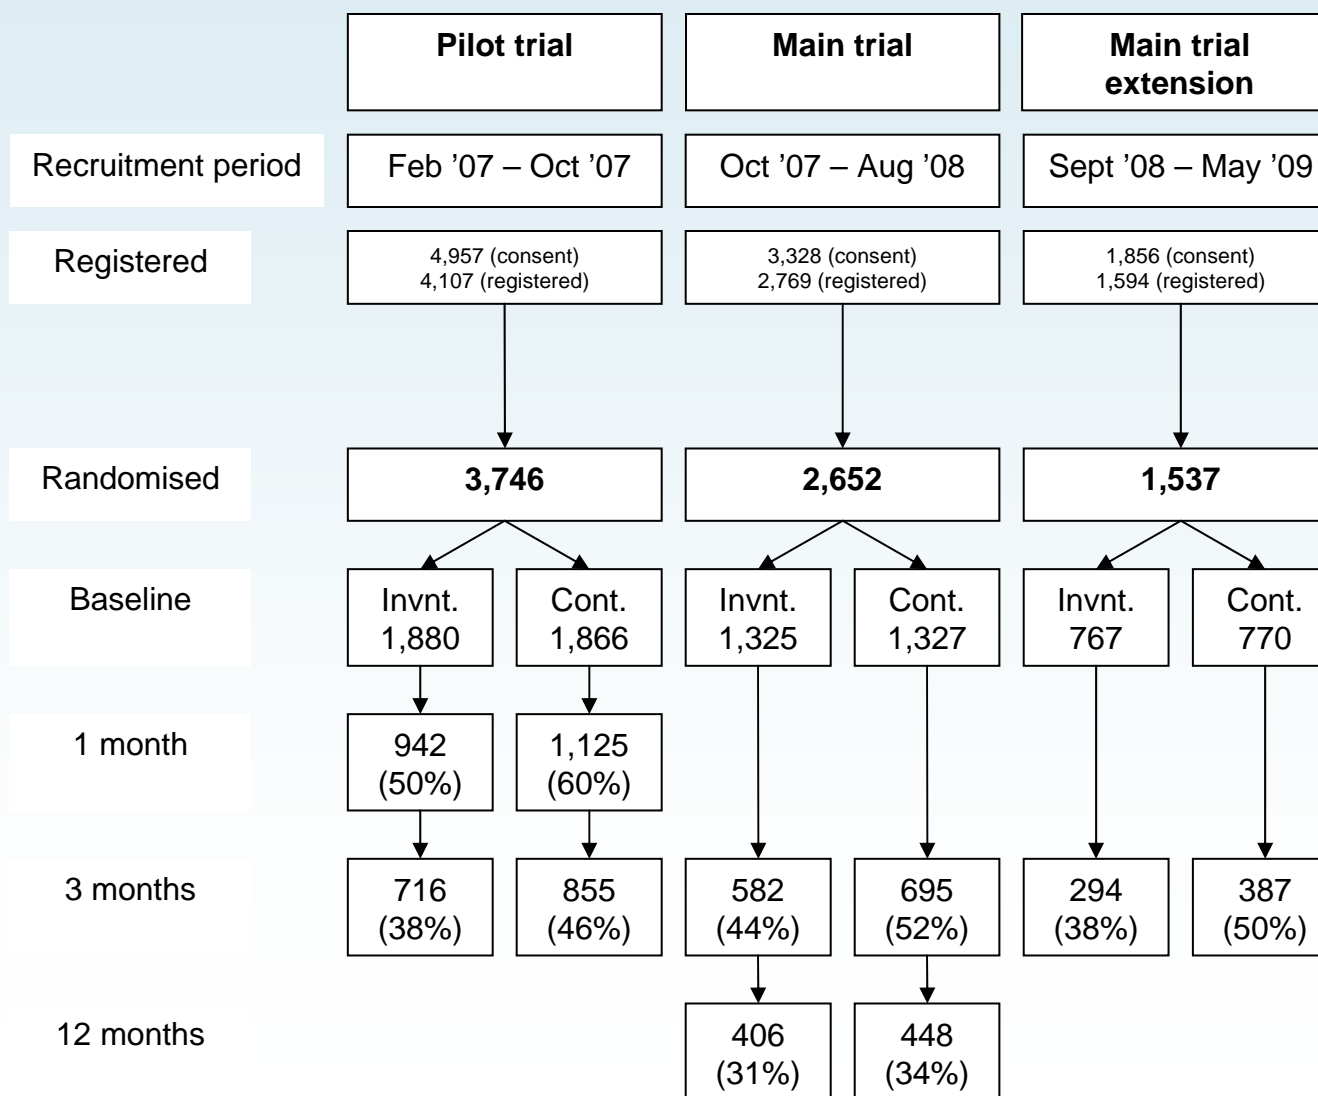 Pilot trial
Main trial
Main trial
extension
Recruitment period
Feb ’07 – Oct ’07
Oct ’07 – Aug ’08
Sept ’08 – May ’09
Registered
4,957 (consent)
4,107 (registered)
3,328 (consent)
2,769 (registered)
1,856 (consent)
1,594 (registered)
Randomised
3,746
2,652
1,537
Baseline
Invnt.
1,880
Cont.
1,866
Invnt.
1,325
Cont.
1,327
Invnt.
767
Cont.
770
1 month
942
(50%)
1,125
(60%)
3 months
716
(38%)
855
(46%)
582
(44%)
695
(52%)
294
(38%)
387
(50%)
12 months
406
(31%)
448
(34%)